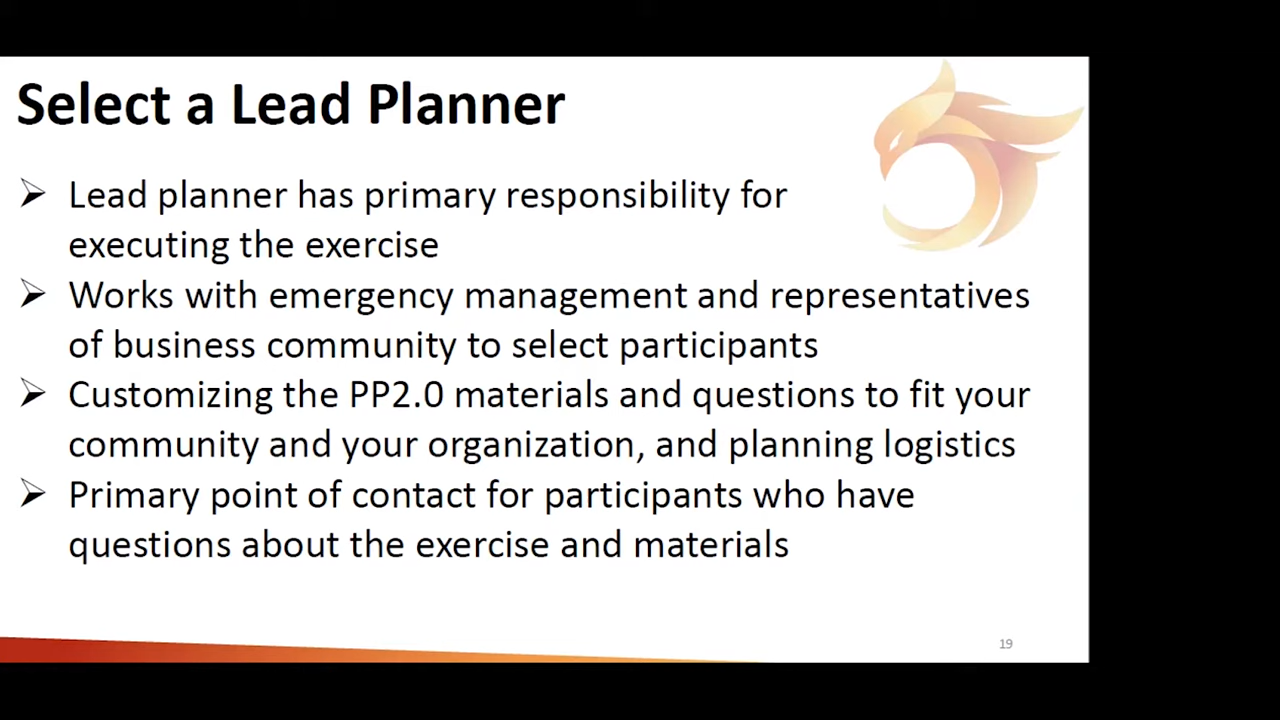 Select a Lead Planner
➢ Lead planner has primary responsibility for
executing the exercise
➢ Works with emergency management and representatives
of business community to select participants
➢ Customizing the PP2.0 materials and questions to fit your
community and your organization, and planning logistics
➢ Primary point of contact for participants who have
questions about the exercise and materials
19